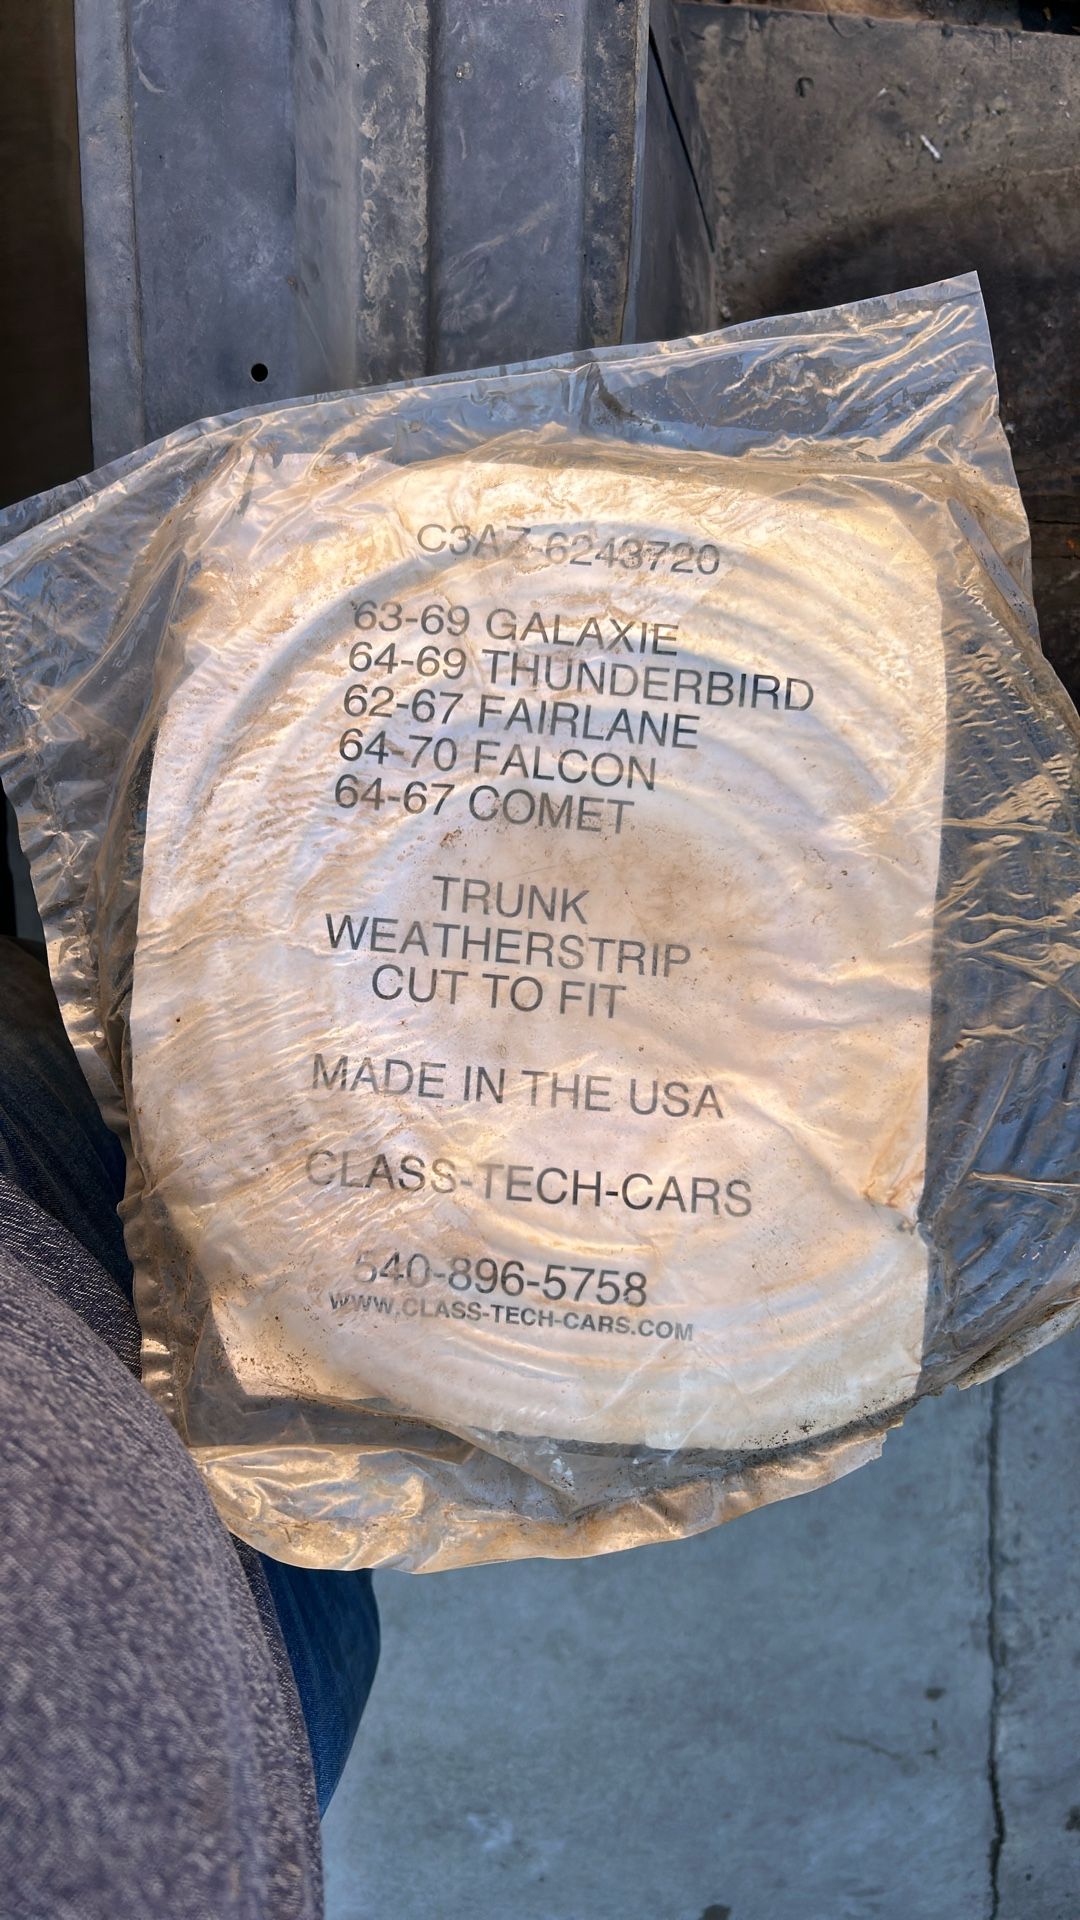 C3AZ-6243720
63-69 GALAXIE
64-69 THUNDERBIRD
62-67 FAIRLANE
64-70 FALCON
64-67 COMET
TRUNK
WEATHERSTRIP
CUT TO FIT
MADE IN THE USA
CLASS-TECH-CARS
540-896-5758
WWW.CLASS-TECH-CARS.COM